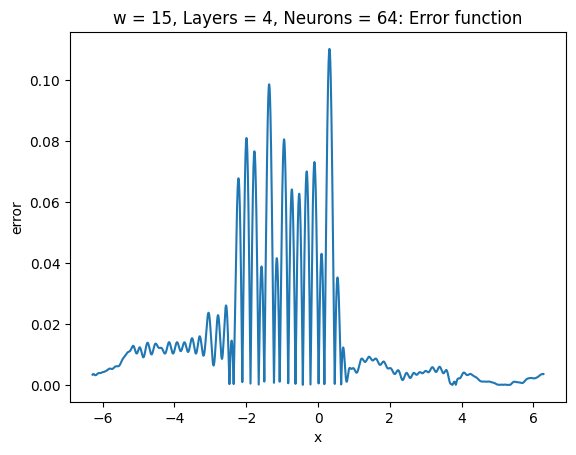 w = 15, Layers = 4, Neurons = 64: Error function
error
0.10
0.08
0.06
0.04
0.02
0.00
−6 −4 −2 0 2 4 6
x